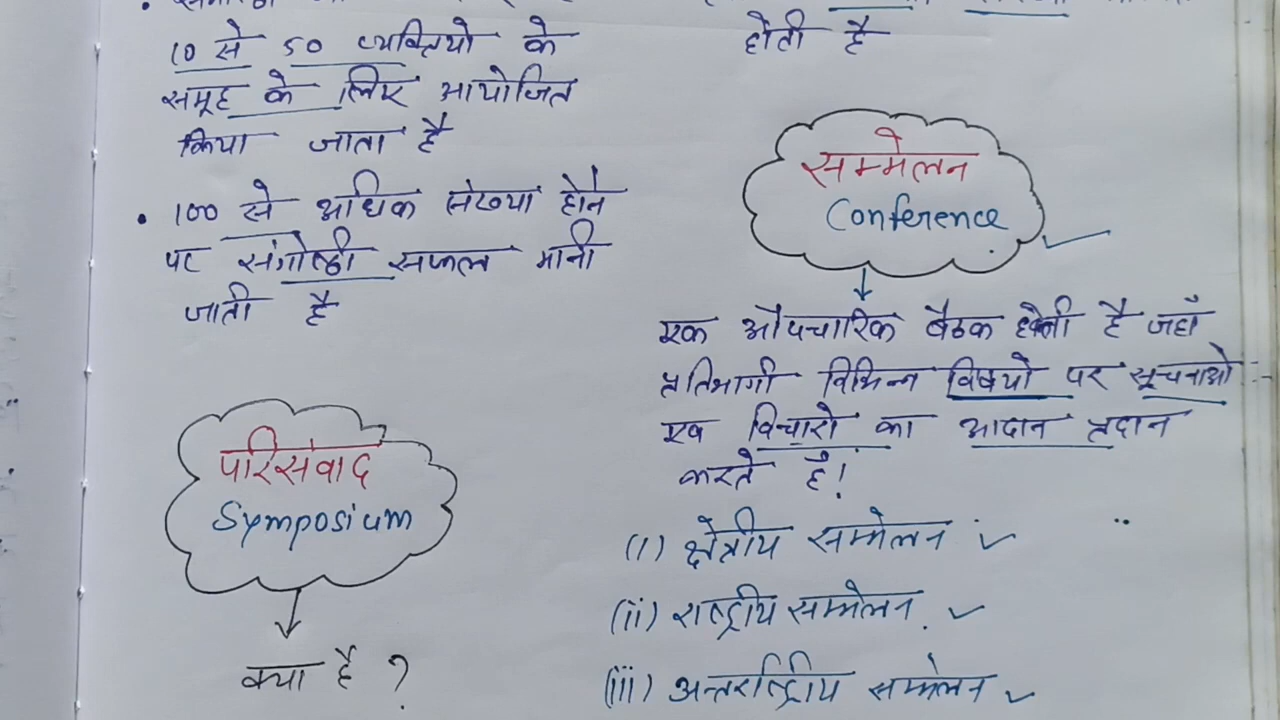 10 से 50 व्यक्तियो के
समूह के लिए आयोजित
किया जाता है
• 100 से अधिक संख्या होने
पर संगोष्ठी सफल मानी
जाती है
परिसंवाद
Symposium
क्या है ?
होती है
सम्मेलन
Conference
एक औपचारिक बैठक होती है जहाँ
प्रतिभागी विभिन्न विषयो पर सूचनाओ
एव विचारो का आदान प्रदान
करते है!
(i) क्षेत्रीय सम्मेलन
(ii) राष्ट्रीय सम्मेलन
(iii) अन्तर्राष्ट्रीय सम्मेलन